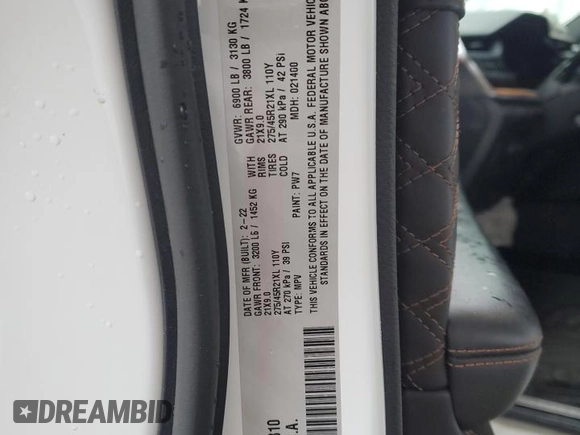 DATE OF MFR (BUILT): 2-22 GVWR: 6900 LB / 3130 KG
GAWR FRONT: 3200 LB / 1452 KG WITH GAWR REAR: 3800 LB / 1724 K
21X9.0 RIMS 21X9.0
275/45R21XL 110Y TIRES 275/45R21XL 110Y
AT 270 kPa / 39 PSI COLD AT 290 kPa / 42 PSI
TYPE: MPV PAINT: PW7 MDH: 021400
THIS VEHICLE CONFORMS TO ALL APPLICABLE U.S.A. FEDERAL MOTOR VEHIC
STANDARDS IN EFFECT ON THE DATE OF MANUFACTURE SHOWN ABO
510
.A.
DREAMBID